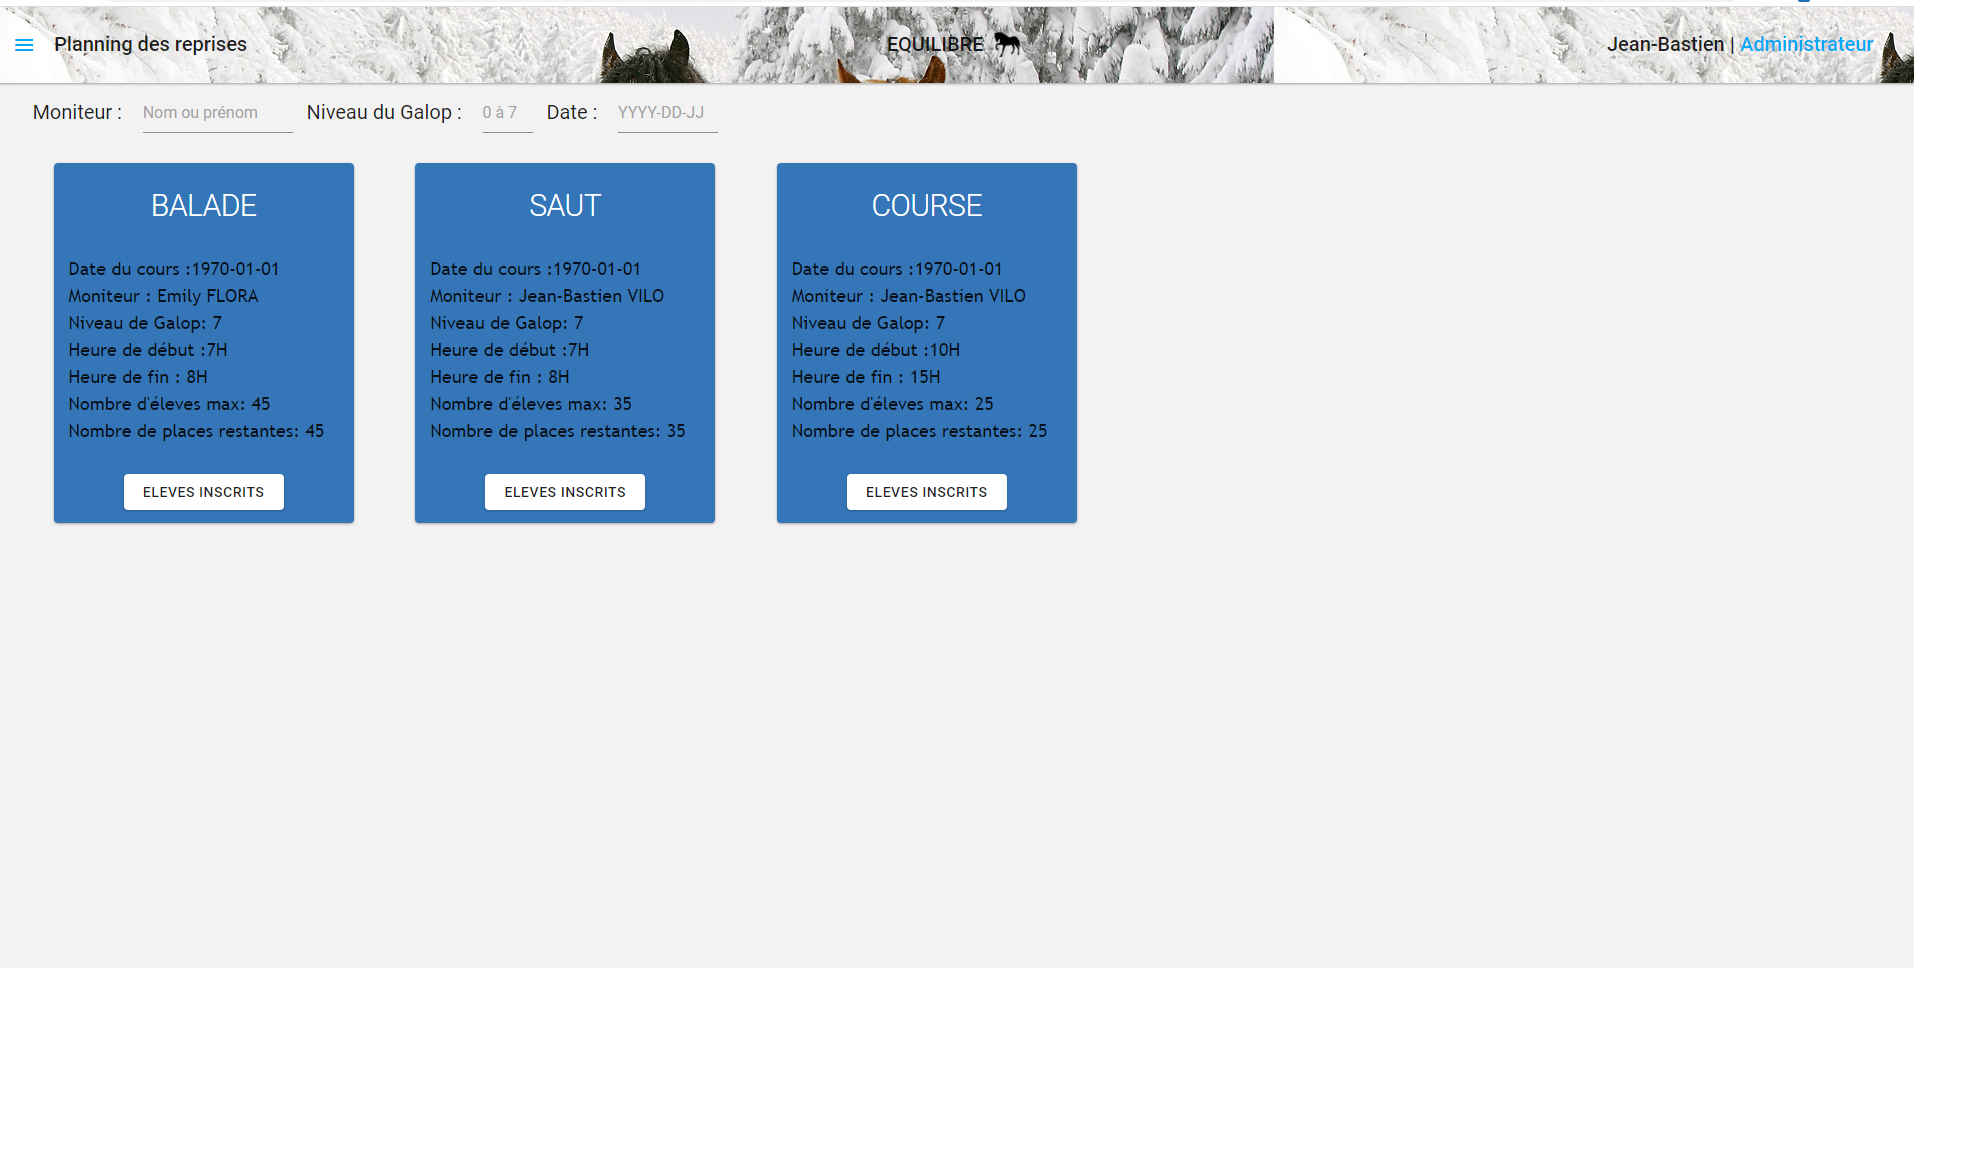 Planning des reprises
EQUILIBRE
Jean-Bastien | Administrateur
Moniteur : Nom ou prénom Niveau du Galop : 0 à 7 Date : YYYY-DD-JJ
BALADE
Date du cours :1970-01-01
Moniteur : Emily FLORA
Niveau de Galop: 7
Heure de début :7H
Heure de fin : 8H
Nombre d'éleves max: 45
Nombre de places restantes: 45
ELEVES INSCRITS
SAUT
Date du cours :1970-01-01
Moniteur : Jean-Bastien VILO
Niveau de Galop: 7
Heure de début :7H
Heure de fin : 8H
Nombre d'éleves max: 35
Nombre de places restantes: 35
ELEVES INSCRITS
COURSE
Date du cours :1970-01-01
Moniteur : Jean-Bastien VILO
Niveau de Galop: 7
Heure de début :10H
Heure de fin : 15H
Nombre d'éleves max: 25
Nombre de places restantes: 25
ELEVES INSCRITS